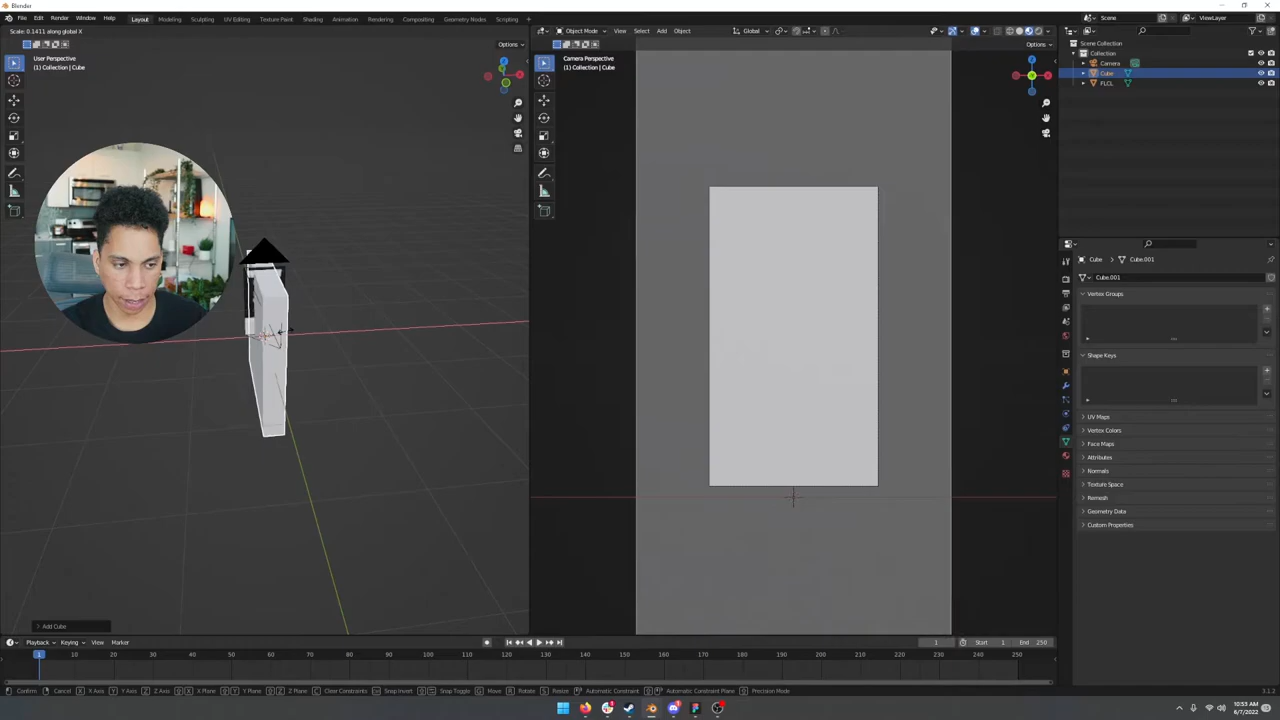 Blender
File Edit Render Window Help Layout Modeling Sculpting UV Editing Texture Paint Shading Animation Rendering Compositing Geometry Nodes Scripting + Scene ViewLayer
Scale: 0.1411 along global X
Object Mode View Select Add Object Global
Options
Options
User Perspective
(1) Collection | Cube
Camera Perspective
(1) Collection | Cube
Scene Collection
Collection
Camera
Cube
FLCL
Cube Cube.001
Cube.001
Vertex Groups
Shape Keys
UV Maps
Vertex Colors
Face Maps
Attributes
Normals
Texture Space
Remesh
Geometry Data
Custom Properties
Add Cube
Playback Keying View Marker 1 Start 1 End 250
1 10 20 30 40 50 60 70 80 90 100 110 120 130 140 150 160 170 180 190 200 210 220 230 240 250
Confirm Cancel X X Axis Y Y Axis Z Z Axis X X Plane Y Y Plane Z Z Plane C Clear Constraints Snap Invert Snap Toggle G Move R Rotate S Resize Automatic Constraint Automatic Constraint Plane Precision Mode
3.1.2
10:53 AM
6/7/2022